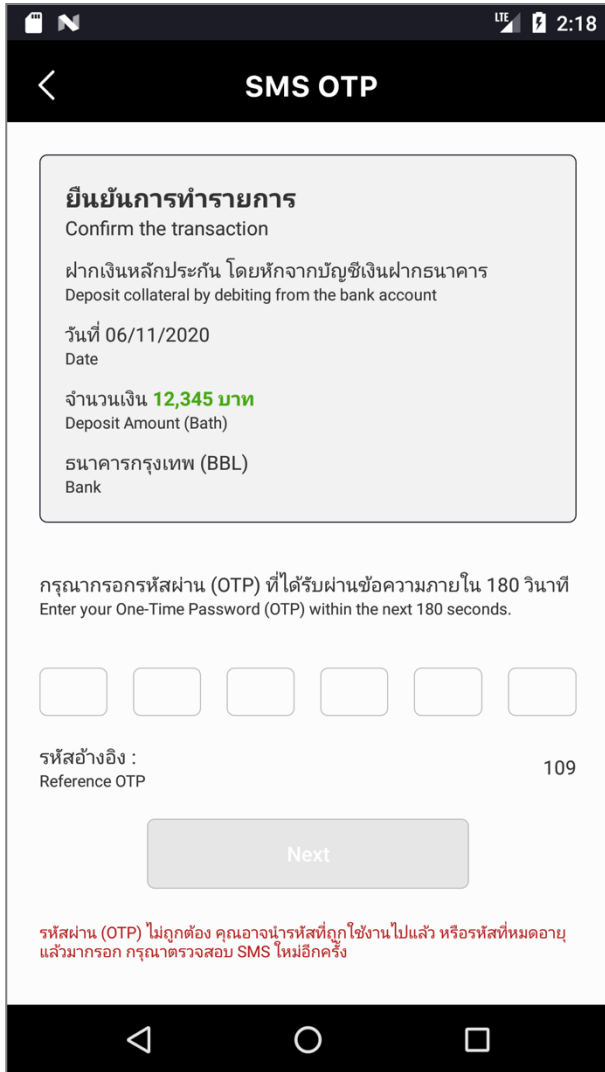 LTE 2:18
SMS OTP
ยืนยันการทำรายการ
Confirm the transaction
ฝากเงินหลักประกัน โดยหักจากบัญชีเงินฝากธนาคาร
Deposit collateral by debiting from the bank account
วันที่ 06/11/2020
Date
จำนวนเงิน 12,345 บาท
Deposit Amount (Bath)
ธนาคารกรุงเทพ (BBL)
Bank
กรุณากรอกรหัสผ่าน (OTP) ที่ได้รับผ่านข้อความภายใน 180 วินาที
Enter your One-Time Password (OTP) within the next 180 seconds.
รหัสอ้างอิง :
Reference OTP
109
Next
รหัสผ่าน (OTP) ไม่ถูกต้อง คุณอาจนำรหัสที่ถูกใช้งานไปแล้ว หรือรหัสที่หมดอายุ
แล้วมากรอก กรุณาตรวจสอบ SMS ใหม่อีกครั้ง